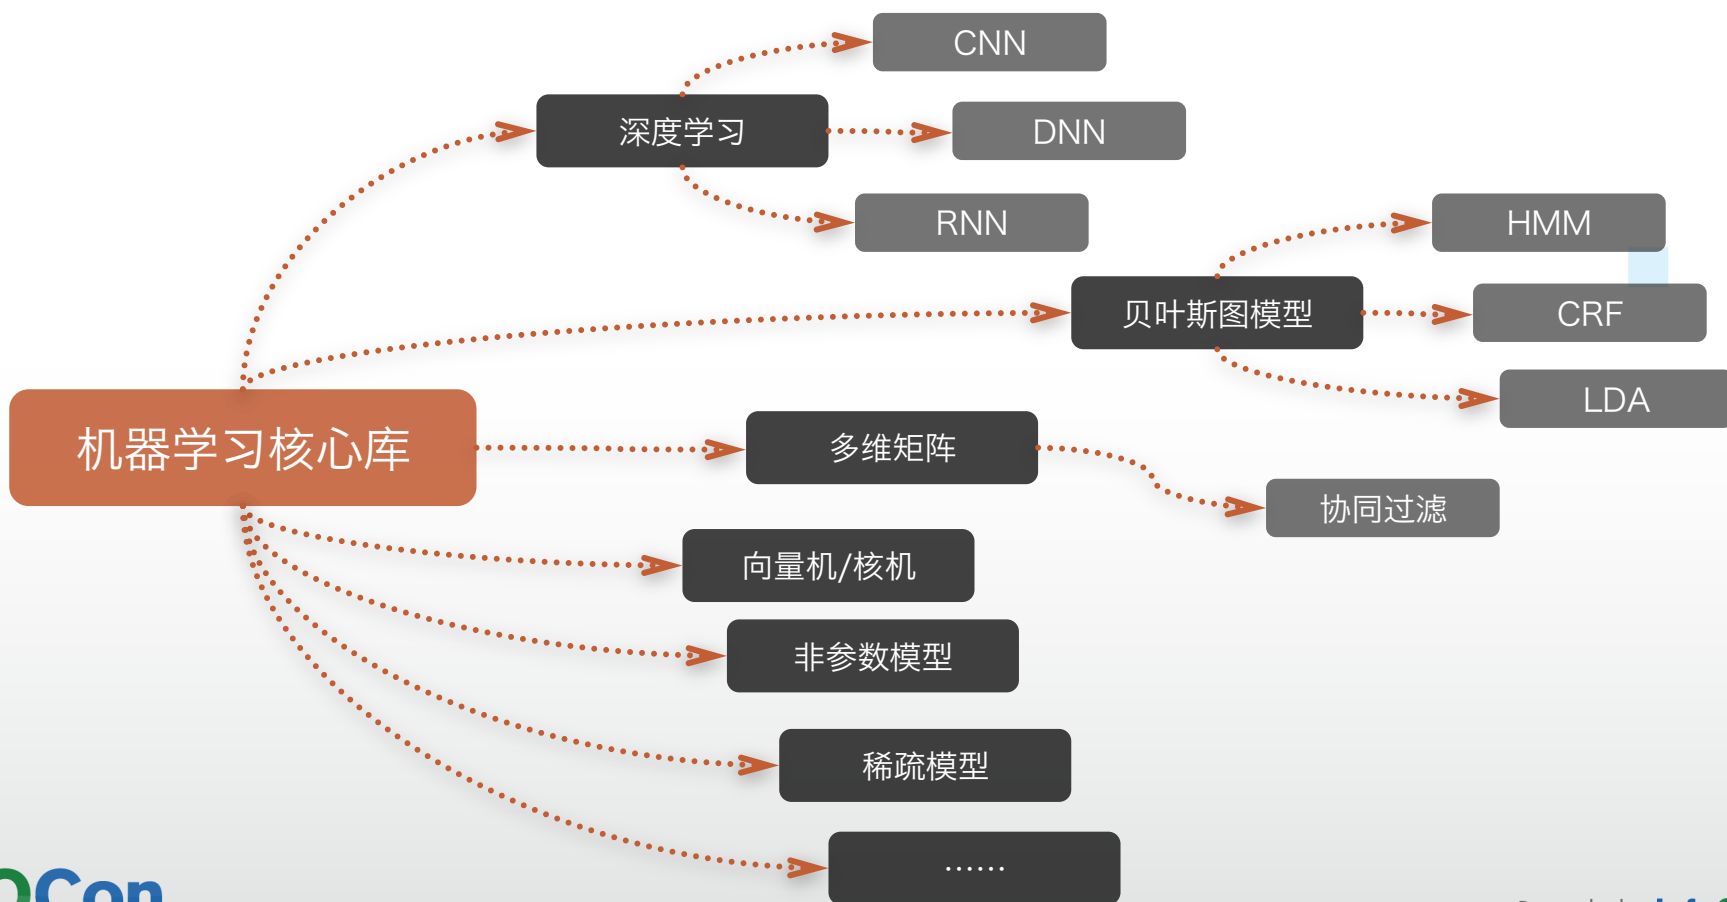 CNN
深度学习
DNN
RNN
HMM
贝叶斯图模型
CRF
LDA
机器学习核心库
多维矩阵
协同过滤
向量机/核机
非参数模型
稀疏模型
······
QCon